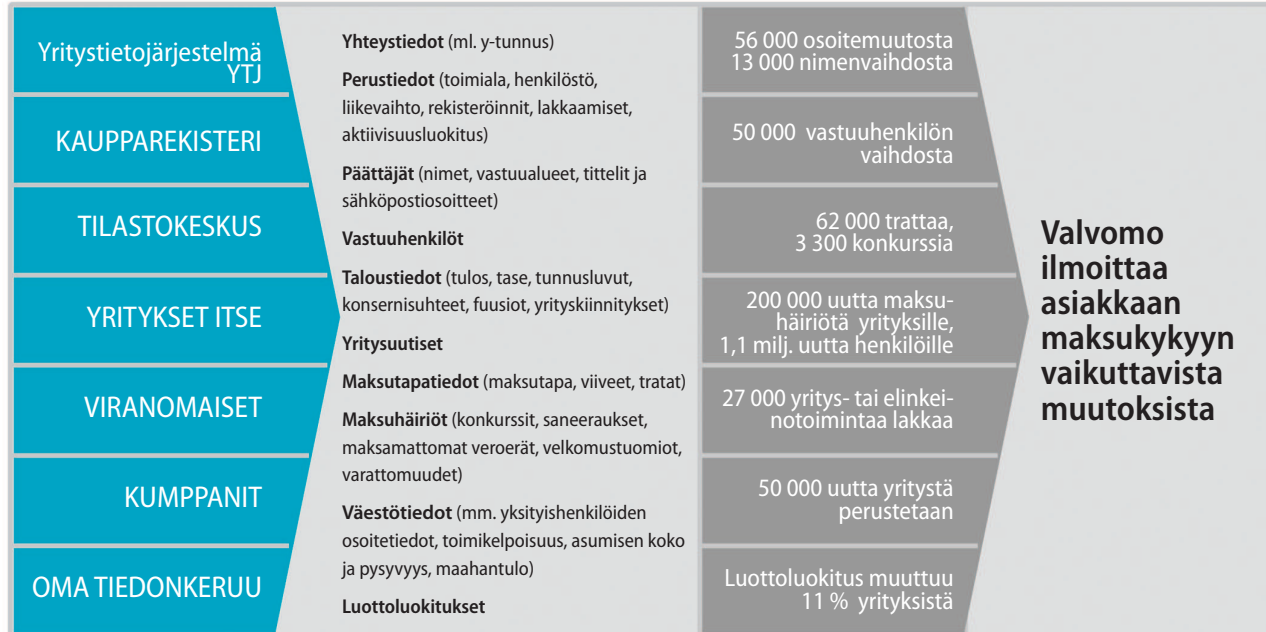 Yritystietojärjestelmä
YTJ
KAUPPAREKISTERI
TILASTOKESKUS
YRITYKSET ITSE
VIRANOMAISET
KUMPPANIT
OMA TIEDONKERUU
Yhteystiedot (ml. y-tunnus)
Perustiedot (toimiala, henkilöstö,
liikevaihto, rekisteröinnit, lakkaamiset,
aktiivisuusluokitus)
Päättäjät (nimet, vastuualueet, tittelit ja
sähköpostiosoitteet)
Vastuuhenkilöt
Taloustiedot (tulos, tase, tunnusluvut,
konsernisuhteet, fuusiot, yrityskiinnitykset)
Yritysuutiset
Maksutapatiedot (maksutapa, viiveet, tratat)
Maksuhäiriöt (konkurssit, saneeraukset,
maksamattomat veroerät, velkomustuomiot,
varattomuudet)
Väestötiedot (mm. yksityishenkilöiden
osoitetiedot, toimikelpoisuus, asumisen koko
ja pysyvyys, maahantulo)
Luottoluokitukset
56 000 osoitemuutosta
13 000 nimenvaihdosta
50 000 vastuuhenkilön
vaihdosta
62 000 trattaa,
3 300 konkurssia
200 000 uutta maksu-
häiriötä yrityksille,
1,1 milj. uutta henkilöille
27 000 yritys- tai elinkei-
notoimintaa lakkaa
50 000 uutta yritystä
perustetaan
Luottoluokitus muuttuu
11 % yrityksistä
Valvomo
ilmoittaa
asiakkaan
maksukykyyn
vaikuttavista
muutoksista